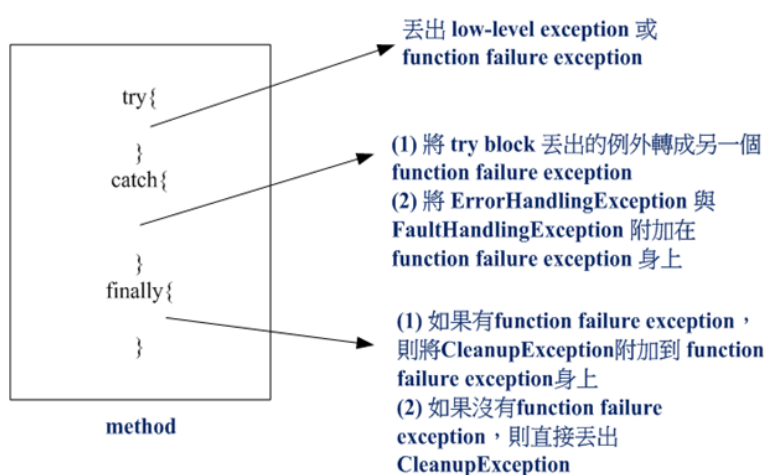 try{
}
catch{
}
finally{
}
method
丟出 low-level exception 或
function failure exception
(1) 將 try block 丟出的例外轉成另一個
function failure exception
(2) 將 ErrorHandlingException 與
FaultHandlingException 附加在
function failure exception 身上
(1) 如果有function failure exception，
則將CleanupException附加到 function
failure exception身上
(2) 如果沒有function failure
exception，則直接丟出
CleanupException